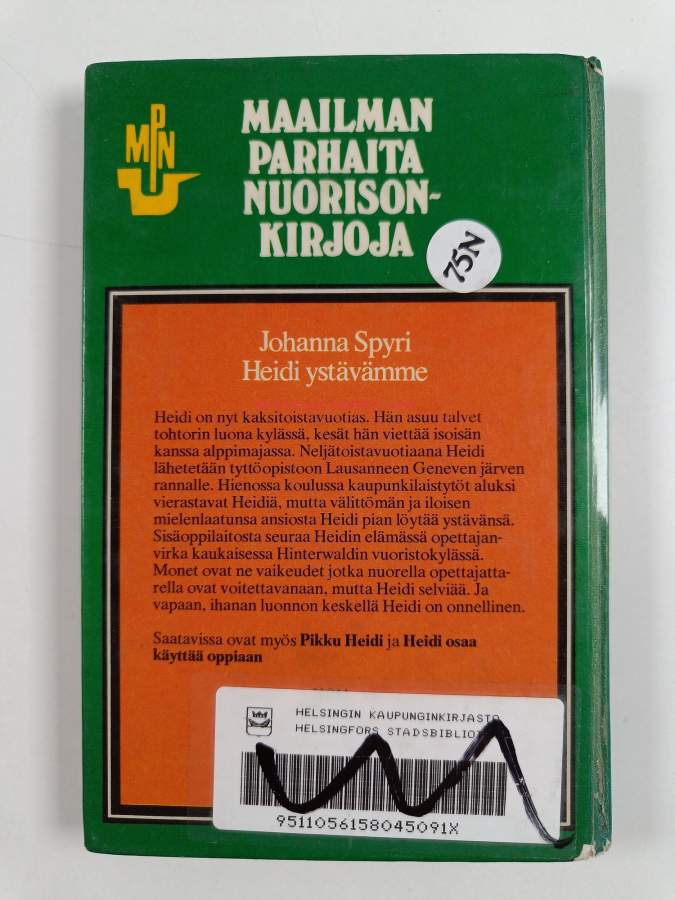 MPN
MAAILMAN
PARHAITA
NUORISON-
KIRJOJA
75N
Johanna Spyri
Heidi ystävämme
Heidi on nyt kaksitoistavuotias. Hän asuu talvet
tohtorin luona kylässä, kesät hän viettää isoisän
kanssa alppimajassa. Neljätoistavuotiaana Heidi
lähetetään tyttöopistoon Lausanneen Geneven järven
rannalle. Hienossa koulussa kaupunkilaistytöt aluksi
vierastavat Heidiä, mutta välittömän ja iloisen
mielenlaatunsa ansiosta Heidi pian löytää ystävänsä.
Sisäoppilaitosta seuraa Heidin elämässä opettajan-
virka kaukaisessa Hinterwaldin vuoristokylässä.
Monet ovat ne vaikeudet jotka nuorella opettajatta-
rella ovat voitettavanaan, mutta Heidi selviää. Ja
vapaan, ihanan luonnon keskellä Heidi on onnellinen.
Saatavissa ovat myös Pikku Heidi ja Heidi osaa
käyttää oppiaan
HELSINGIN KAUPUNGINKIRJASTO
HELSINGFORS STADSBIBLIOT
9511056158045091X